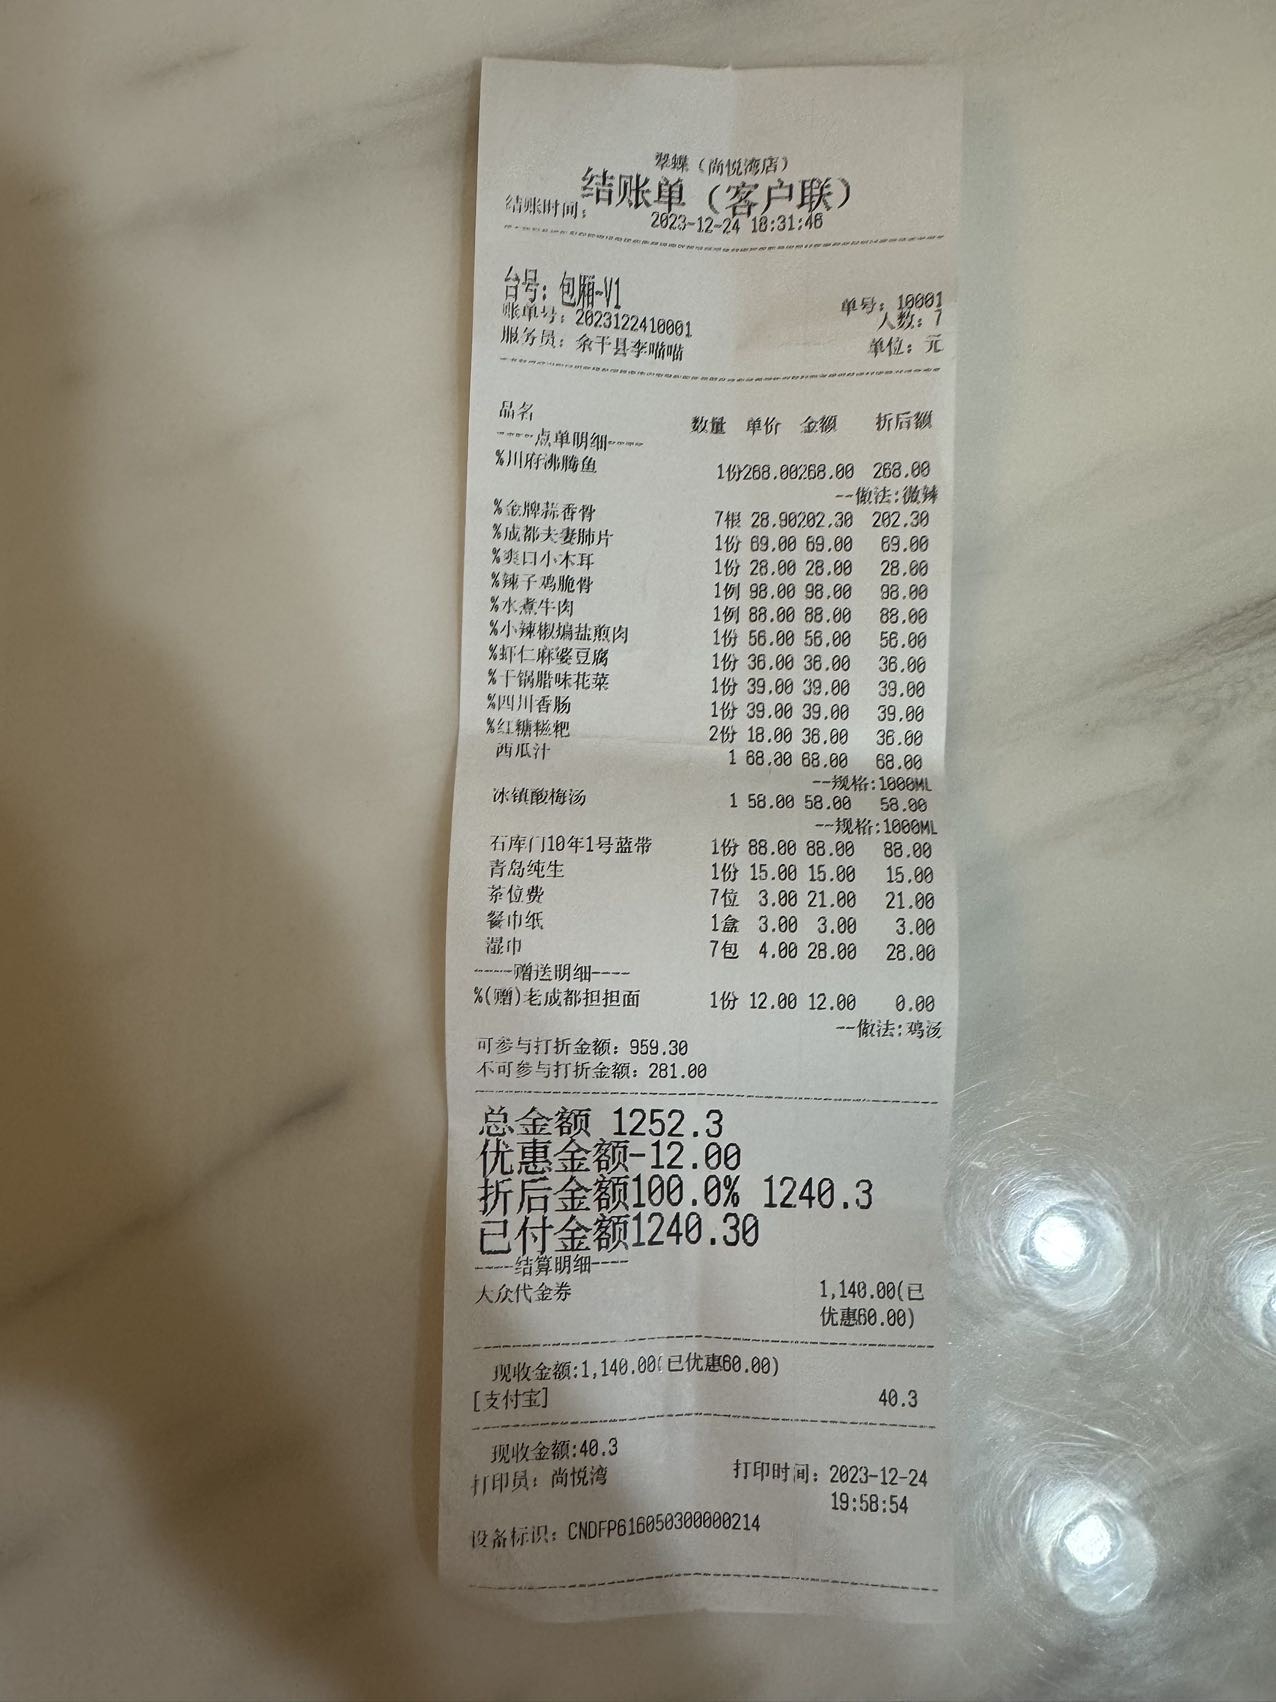 翠蝶（尚悦湾店）
结账单（客户联）
结账时间： 2023-12-24 18:31:46
台号：包厢-V1
单号：10001
账单号：2023122410001 人数：7
服务员：余干县李喵喵 单位：元
品名 数量 单价 金额 折后额
----点单明细----
%川府沸腾鱼 1份 268.00 268.00 268.00
--做法:微辣
%金牌蒜香骨 7根 28.90 202.30 202.30
%成都夫妻肺片 1份 69.00 69.00 69.00
%爽口小木耳 1份 28.00 28.00 28.00
%辣子鸡脆骨 1例 98.00 98.00 98.00
%水煮牛肉 1例 88.00 88.00 88.00
%小辣椒煸盐煎肉 1份 56.00 56.00 56.00
%虾仁麻婆豆腐 1份 36.00 36.00 36.00
%干锅腊味花菜 1份 39.00 39.00 39.00
%四川香肠 1份 39.00 39.00 39.00
%红糖糍粑 2份 18.00 36.00 36.00
西瓜汁 1 68.00 68.00 68.00
--规格:1000ML
冰镇酸梅汤 1 58.00 58.00 58.00
--规格:1000ML
石库门10年1号蓝带 1份 88.00 88.00 88.00
青岛纯生 1份 15.00 15.00 15.00
茶位费 7位 3.00 21.00 21.00
餐巾纸 1盒 3.00 3.00 3.00
湿巾 7包 4.00 28.00 28.00
----赠送明细----
%(赠)老成都担担面 1份 12.00 12.00 0.00
--做法:鸡汤
可参与打折金额：959.30
不可参与打折金额：281.00
总金额 1252.3
优惠金额-12.00
折后金额100.0% 1240.3
已付金额1240.30
----结算明细----
大众代金券 1,140.00(已
优惠60.00)
现收金额:1,140.00(已优惠60.00)
[支付宝] 40.3
现收金额:40.3
打印员：尚悦湾 打印时间：2023-12-24
19:58:54
设备标识：CNDFP616050300000214